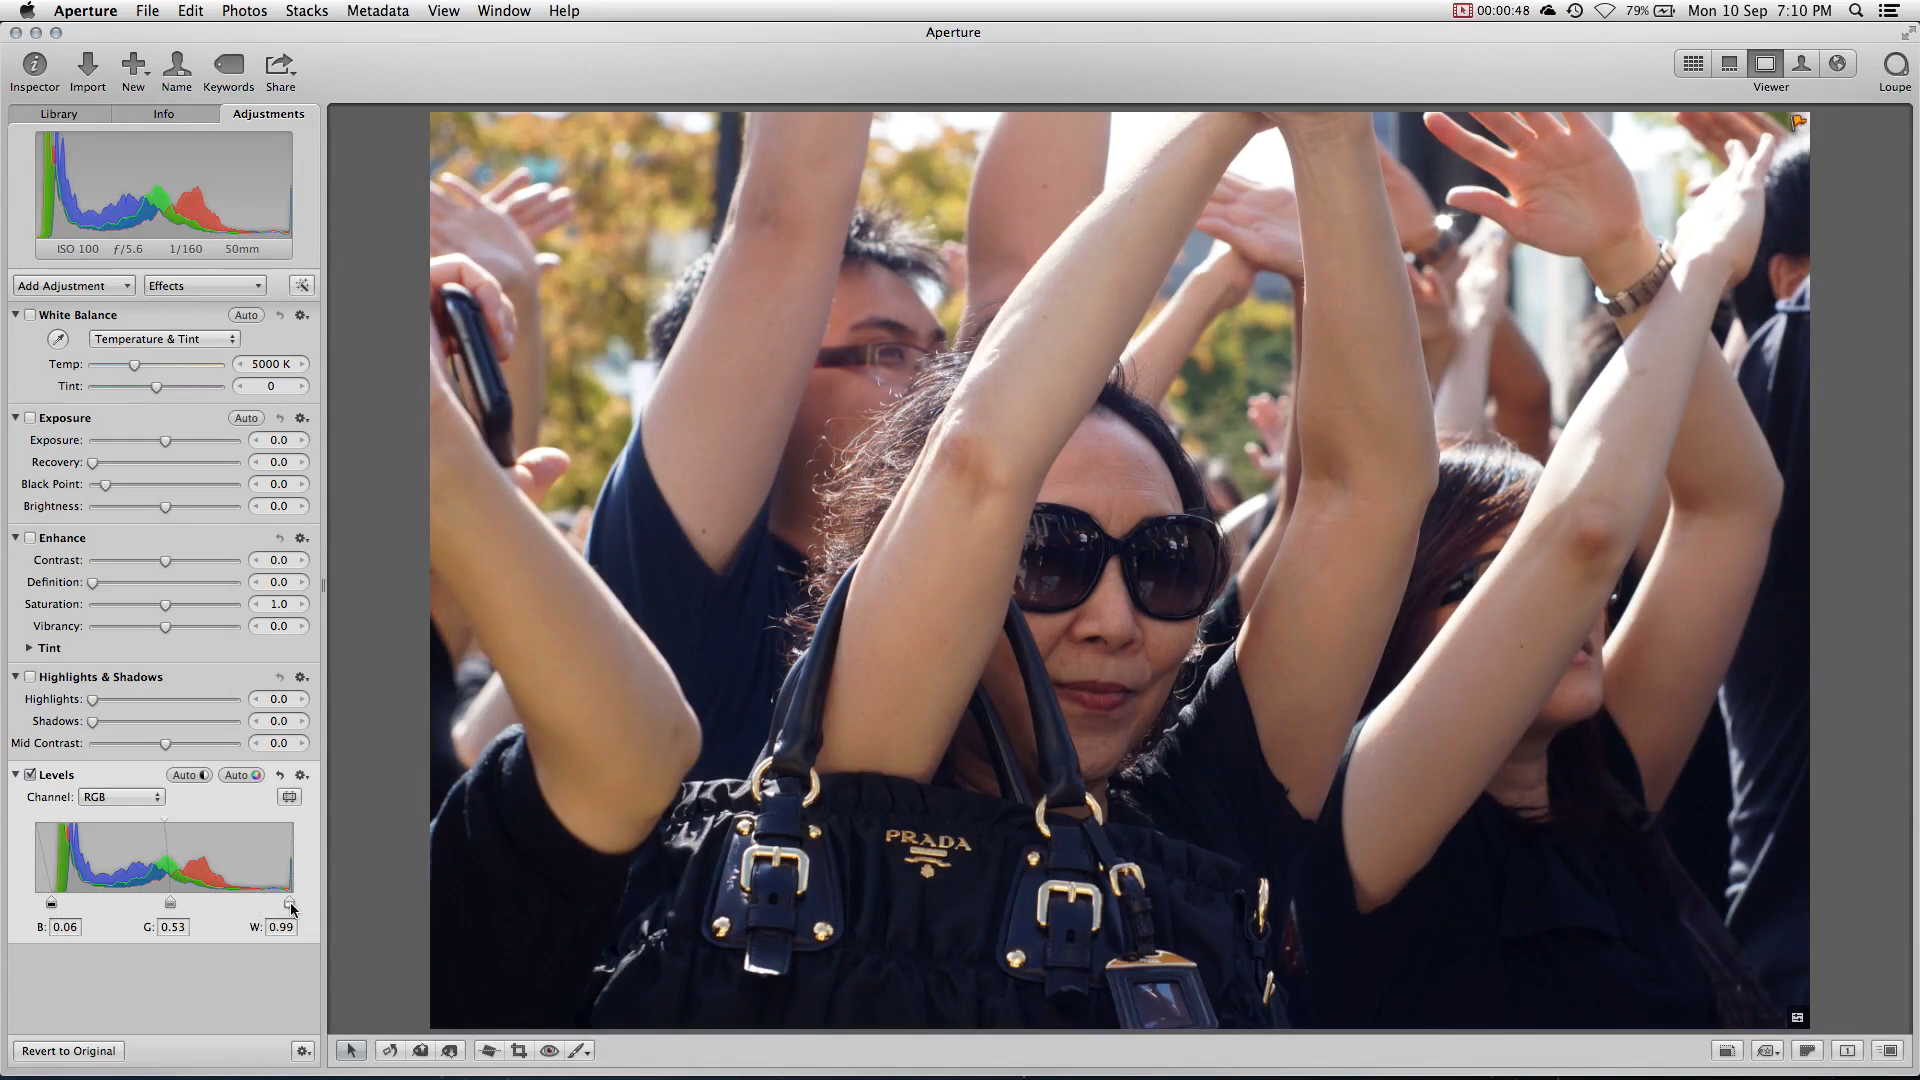 Aperture File Edit Photos Stacks Metadata View Window Help 00:00:48 79% Mon 10 Sep 7:10 PM
Aperture
Inspector Import New Name Keywords Share Viewer Loupe
Library Info Adjustments
ISO 100 ƒ/5.6 1/160 50mm
Add Adjustment Effects
White Balance Auto
Temperature & Tint
Temp: 5000 K
Tint: 0
Exposure Auto
Exposure: 0.0
Recovery: 0.0
Black Point: 0.0
Brightness: 0.0
Enhance
Contrast: 0.0
Definition: 0.0
Saturation: 1.0
Vibrancy: 0.0
Tint
Highlights & Shadows
Highlights: 0.0
Shadows: 0.0
Mid Contrast: 0.0
Levels Auto Auto
Channel: RGB
B: 0.06 G: 0.53 W: 0.99
PRADA
Revert to Original
1